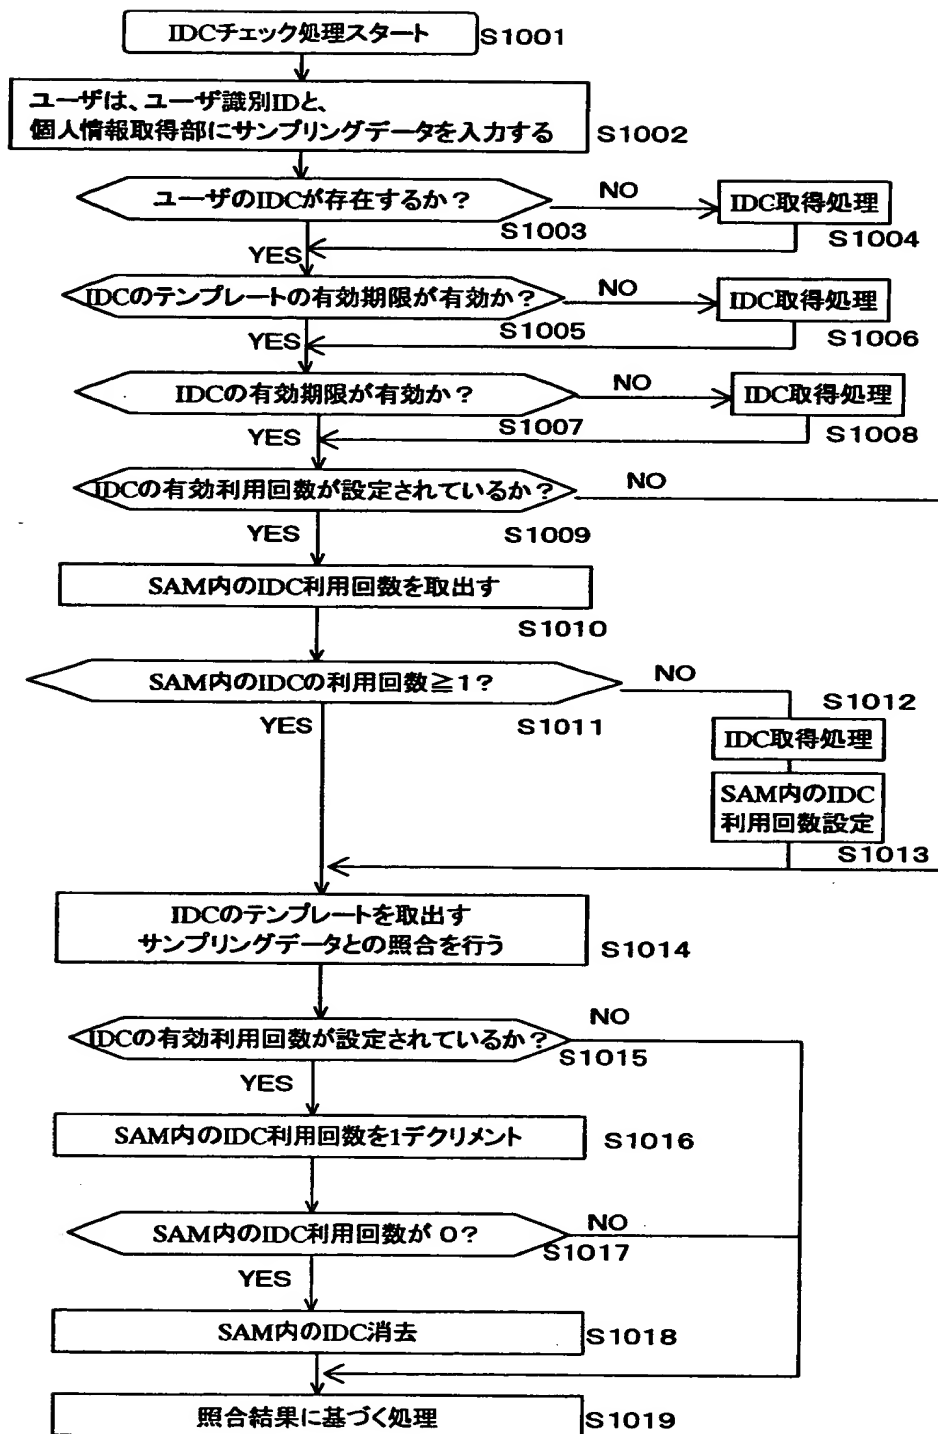 IDCチェック処理スタート
S1001
ユーザは、ユーザ識別IDと、
個人情報取得部にサンプリングデータを入力する
S1002
ユーザのIDCが存在するか?
NO
IDC取得処理
S1003
S1004
YES
IDCのテンプレートの有効期限が有効か?
NO
IDC取得処理
S1005
S1006
YES
IDCの有効期限が有効か?
NO
IDC取得処理
S1007
S1008
YES
IDCの有効利用回数が設定されているか?
NO
YES
S1009
SAM内のIDC利用回数を取出す
S1010
SAM内のIDCの利用回数≧1?
NO
S1012
YES
S1011
IDC取得処理
SAM内のIDC
利用回数設定
S1013
IDCのテンプレートを取出す
サンプリングデータとの照合を行う
S1014
IDCの有効利用回数が設定されているか?
NO
S1015
YES
SAM内のIDC利用回数を1デクリメント
S1016
SAM内のIDC利用回数が 0?
NO
S1017
YES
SAM内のIDC消去
S1018
照合結果に基づく処理
S1019